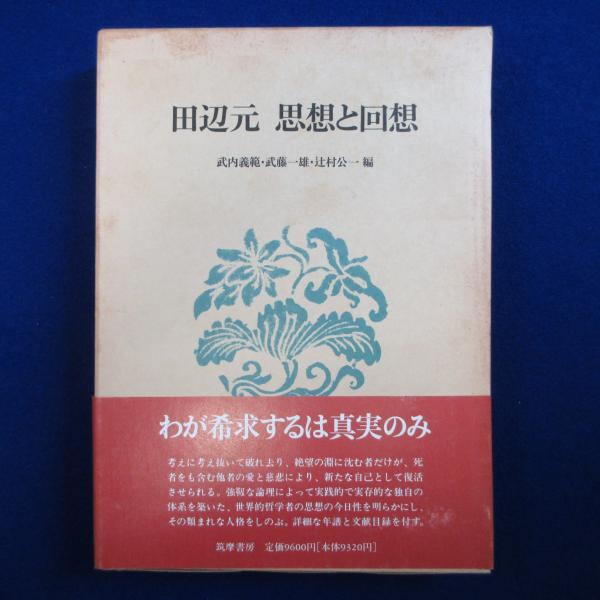 田辺元 思想と回想
武内義範・武藤一雄・辻村公一 編
わが希求するは真実のみ
考えに考え抜いて破れ去り、絶望の淵に沈む者だけが、死
者をも含む他者の愛と慈悲により、新たな自己として復活
させられる。強靱な論理によって実践的で実存的な独自の
体系を築いた、世界的哲学者の思想の今日性を明らかにし、
その類まれな人格をしのぶ。詳細な年譜と文献目録を付す。
筑摩書房 定価9600円[本体9320円]